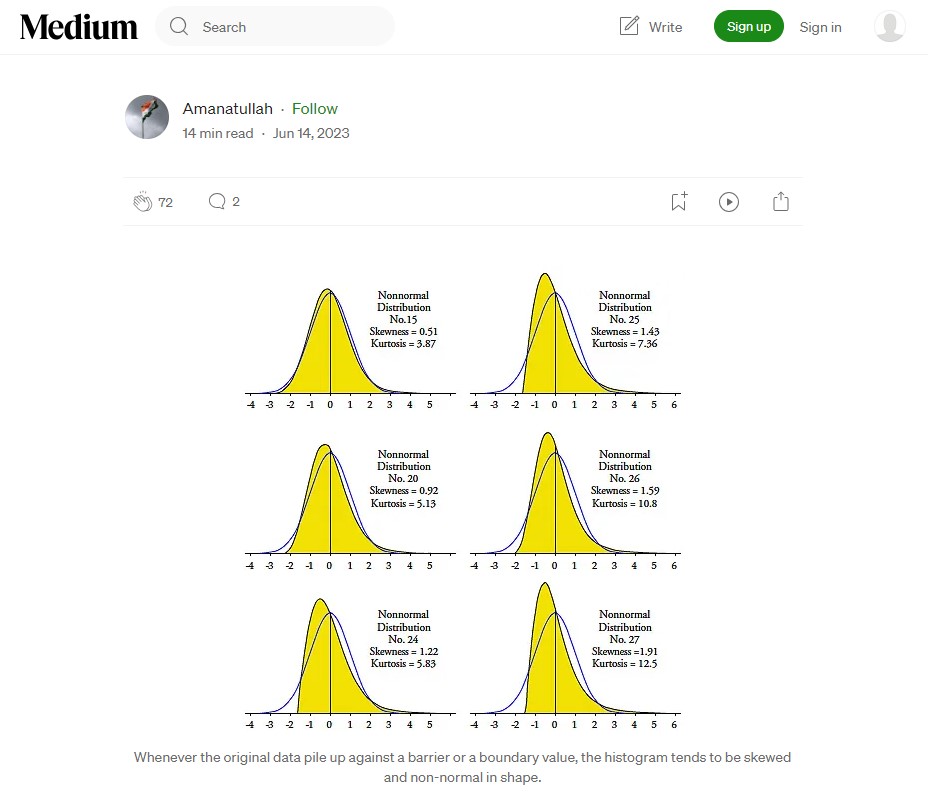 Medium
Search
Write
Sign up
Sign in
Amanatullah · Follow
14 min read · Jun 14, 2023
72
2
Nonnormal
Distribution
No.15
Skewness = 0.51
Kurtosis = 3.87
-4 -3 -2 -1 0 1 2 3 4 5
Nonnormal
Distribution
No. 25
Skewness = 1.43
Kurtosis = 7.36
-4 -3 -2 -1 0 1 2 3 4 5 6
Nonnormal
Distribution
No. 20
Skewness = 0.92
Kurtosis = 5.13
-4 -3 -2 -1 0 1 2 3 4 5
Nonnormal
Distribution
No. 26
Skewness = 1.59
Kurtosis = 10.8
-4 -3 -2 -1 0 1 2 3 4 5 6
Nonnormal
Distribution
No. 24
Skewness = 1.22
Kurtosis = 5.83
-4 -3 -2 -1 0 1 2 3 4 5
Nonnormal
Distribution
No. 27
Skewness =1.91
Kurtosis = 12.5
-4 -3 -2 -1 0 1 2 3 4 5 6
Whenever the original data pile up against a barrier or a boundary value, the histogram tends to be skewed
and non-normal in shape.